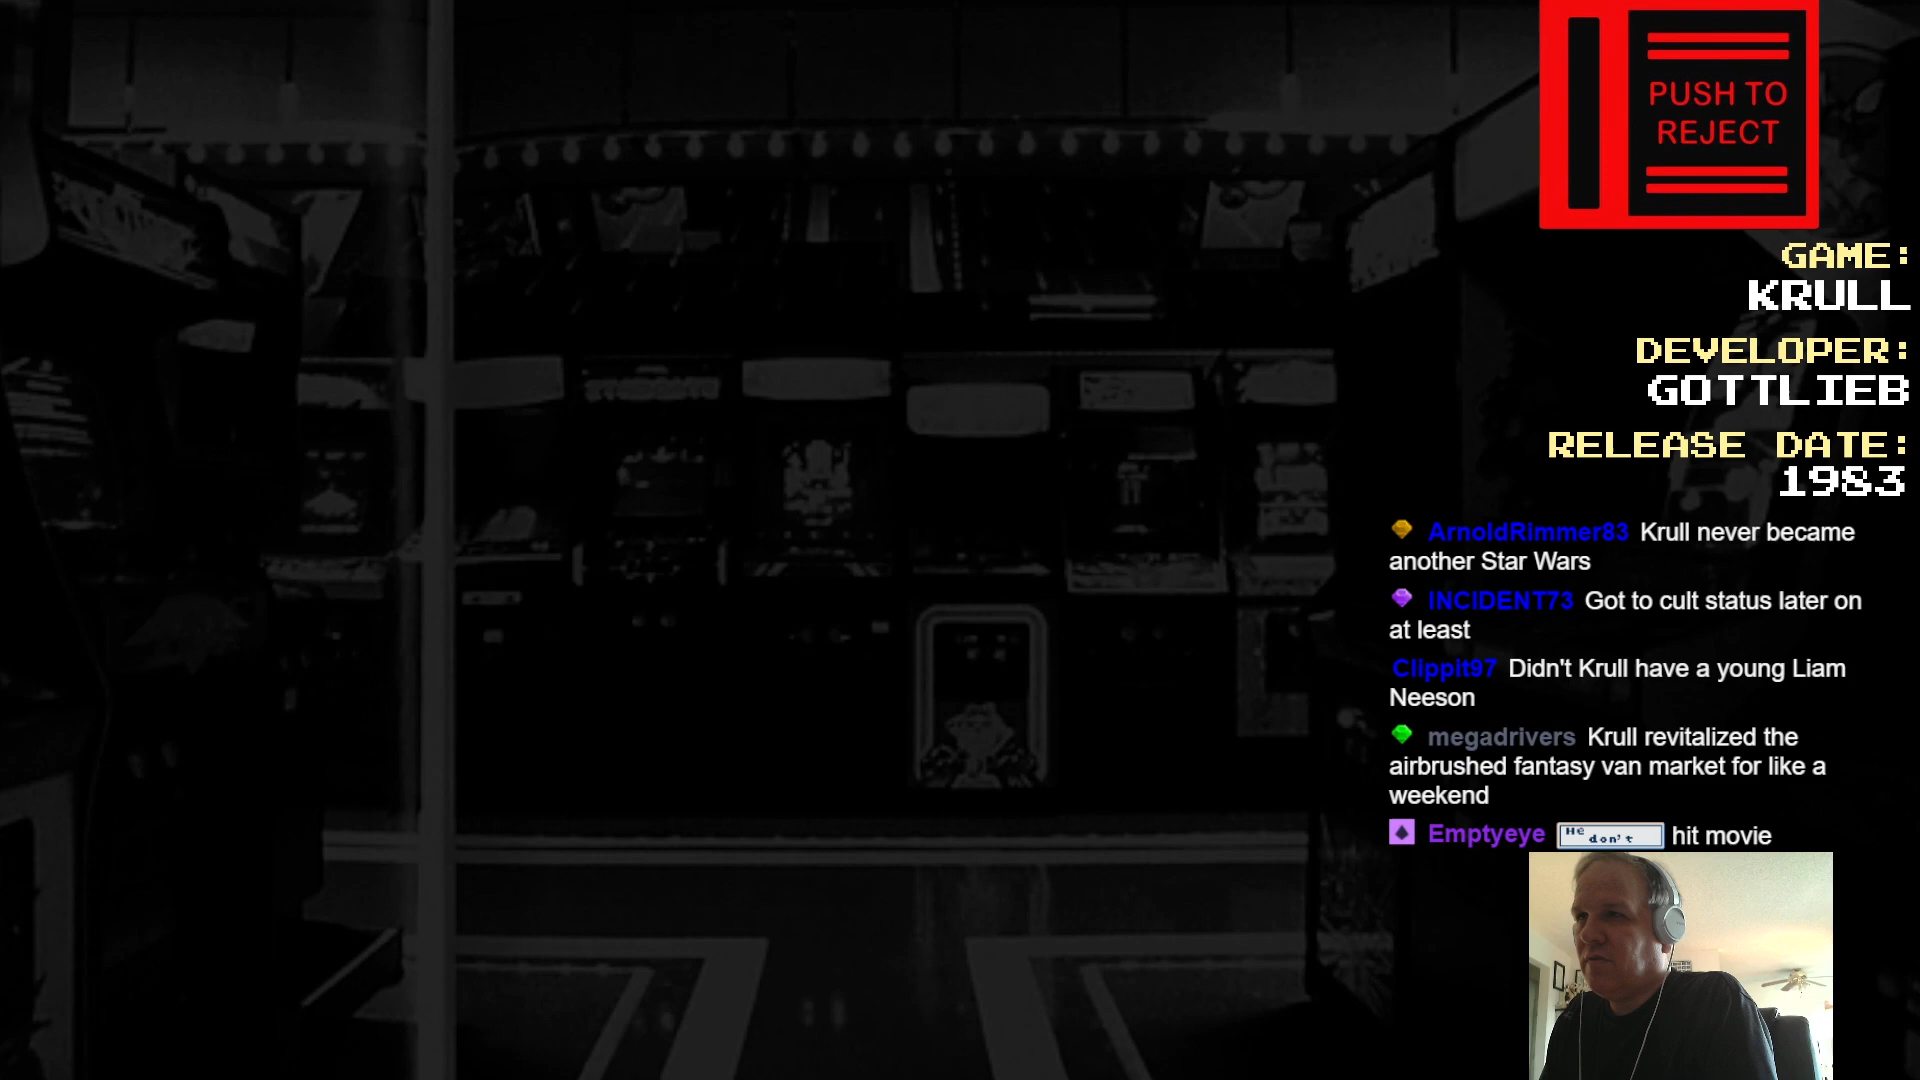 PUSH TO
REJECT
GAME:
KRULL
DEVELOPER:
GOTTLIEB
RELEASE DATE:
1983
ArnoldRimmer83 Krull never became
another Star Wars
INCIDENT73 Got to cult status later on
at least
Clippit97 Didn't Krull have a young Liam
Neeson
megadrivers Krull revitalized the
airbrushed fantasy van market for like a
weekend
Emptyeye He don't hit movie